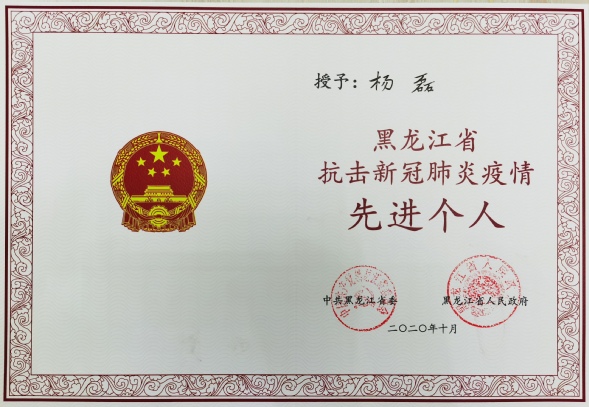 授予：杨磊
黑龙江省
抗击新冠肺炎疫情
先进个人
中共黑龙江省委 黑龙江省人民政府
二〇二〇年十月